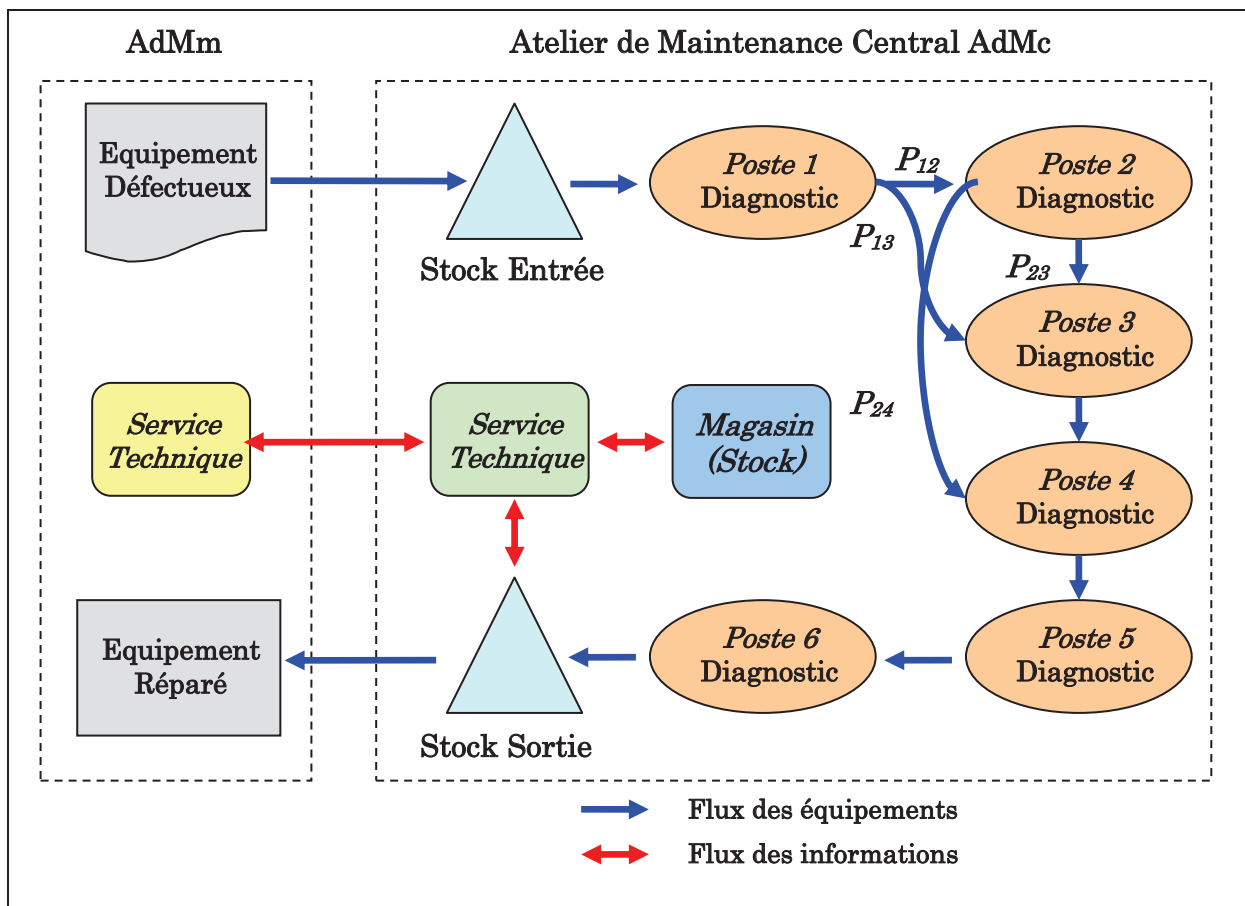 AdMm
Atelier de Maintenance Central AdMc
Equipement
Défectueux
Stock Entrée
Poste 1
Diagnostic
P12
Poste 2
Diagnostic
P13
P23
Poste 3
Diagnostic
Service
Technique
Service
Technique
Magasin
(Stock)
P24
Poste 4
Diagnostic
Equipement
Réparé
Stock Sortie
Poste 6
Diagnostic
Poste 5
Diagnostic
Flux des équipements
Flux des informations